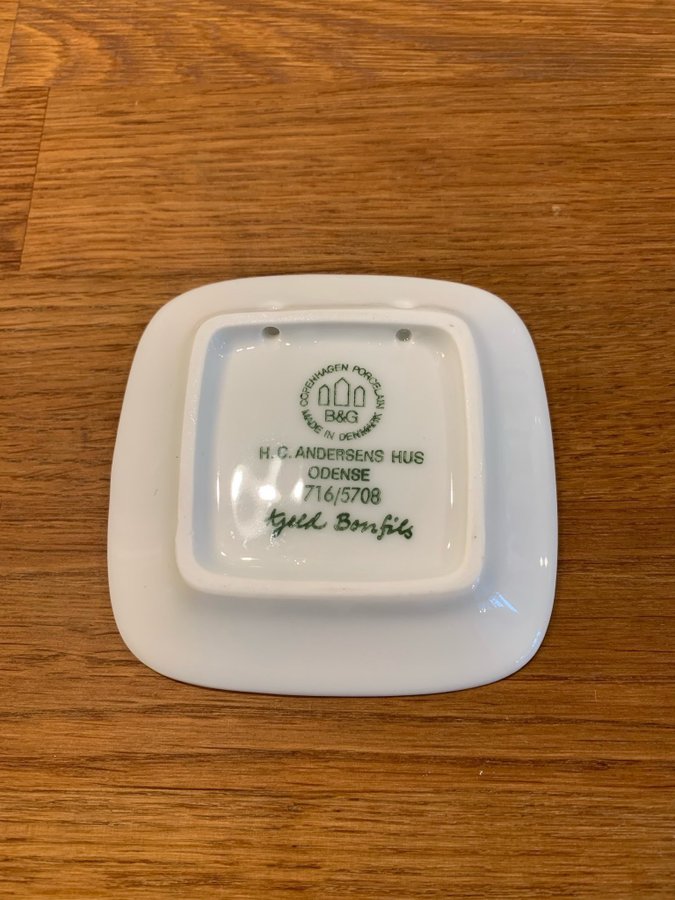 COPENHAGEN PORCELAIN
B&G
MADE IN DENMARK
H. C. ANDERSENS HUS
ODENSE
716/5708
Kjeld Bonfils